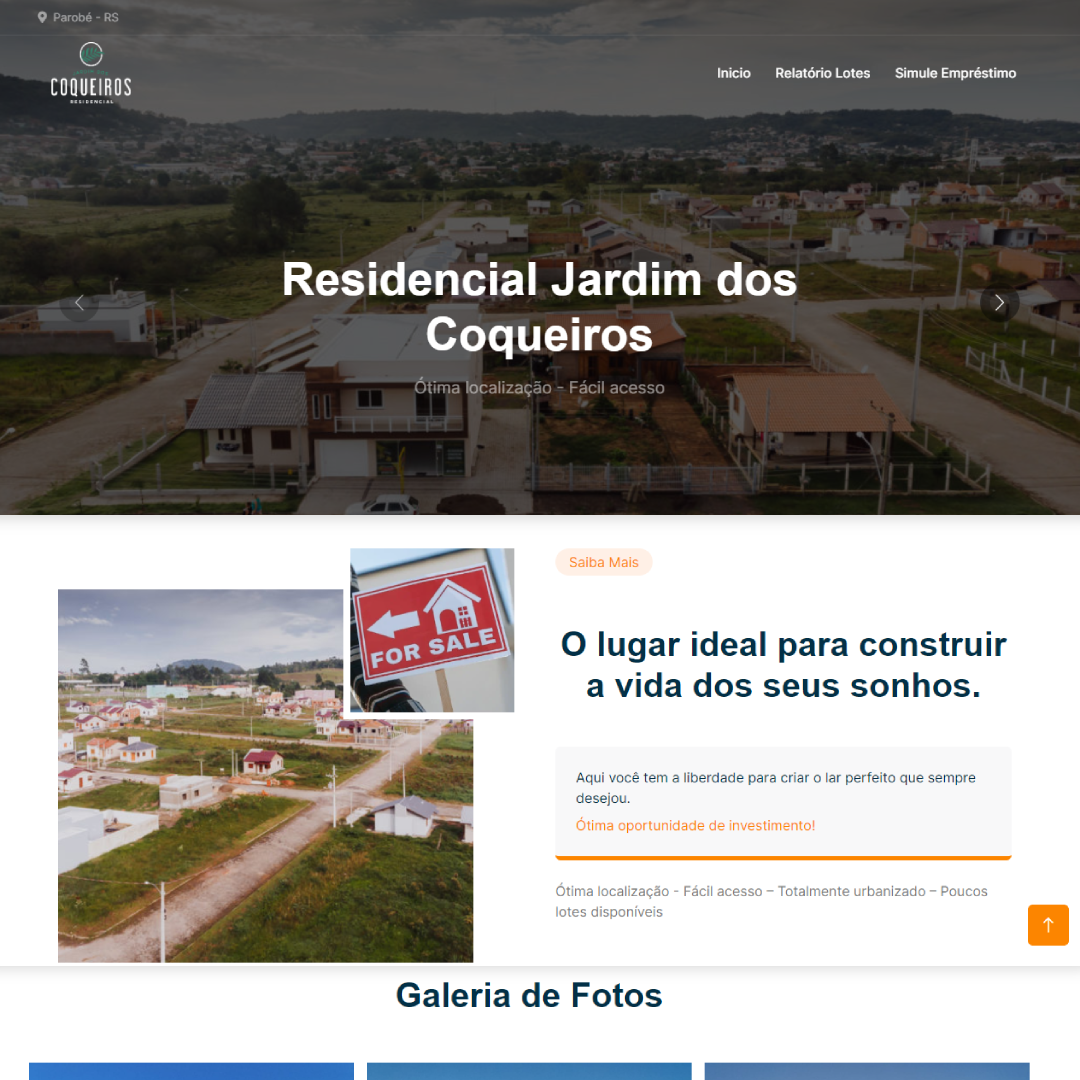 Parobé - RS
COQUEIROS
RESIDENCIAL
Inicio
Relatório Lotes
Simule Empréstimo
Residencial Jardim dos
Coqueiros
Ótima localização - Fácil acesso
FOR SALE
Saiba Mais
O lugar ideal para construir
a vida dos seus sonhos.
Aqui você tem a liberdade para criar o lar perfeito que sempre
desejou.
Ótima oportunidade de investimento!
Ótima localização - Fácil acesso – Totalmente urbanizado – Poucos
lotes disponíveis
Galeria de Fotos